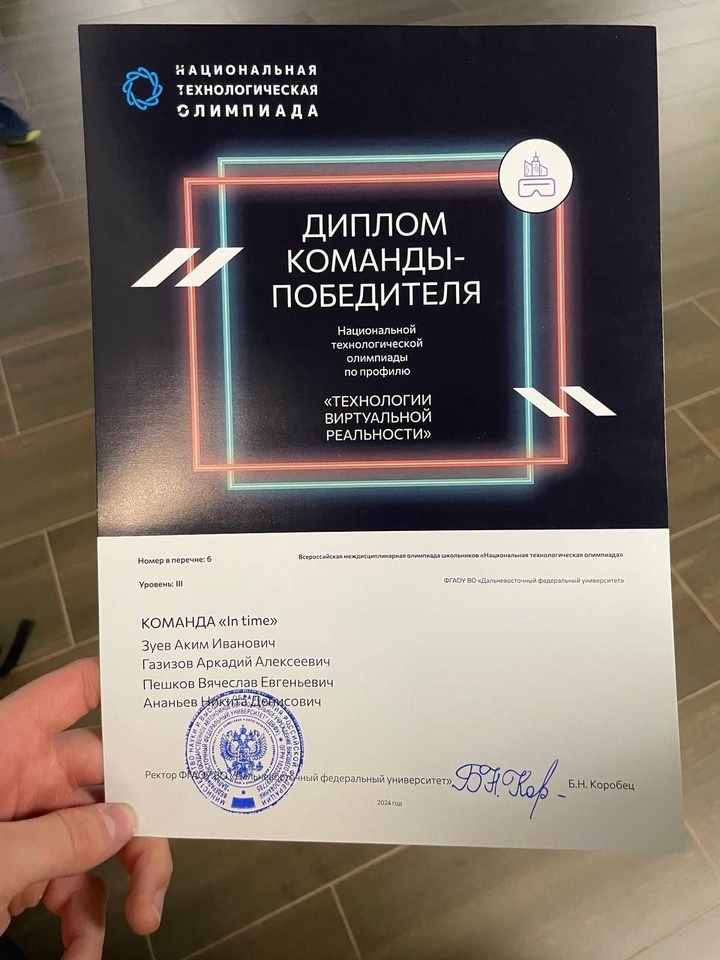 НАЦИОНАЛЬНАЯ
ТЕХНОЛОГИЧЕСКАЯ
ОЛИМПИАДА
ДИПЛОМ
КОМАНДЫ-
ПОБЕДИТЕЛЯ
Национальной
технологической
олимпиады
по профилю
«ТЕХНОЛОГИИ
ВИРТУАЛЬНОЙ
РЕАЛЬНОСТИ»
Номер в перечне: 6
Всероссийская междисциплинарная олимпиада школьников «Национальная технологическая олимпиада»
Уровень: III
ФГАОУ ВО «Дальневосточный федеральный университет»
КОМАНДА «In time»
Зуев Аким Иванович
Газизов Аркадий Алексеевич
Пешков Вячеслав Евгеньевич
Ананьев Никита Денисович
Ректор ФГАОУ ВО «Дальневосточный федеральный университет»
Б.Н. Коробец
2024 год